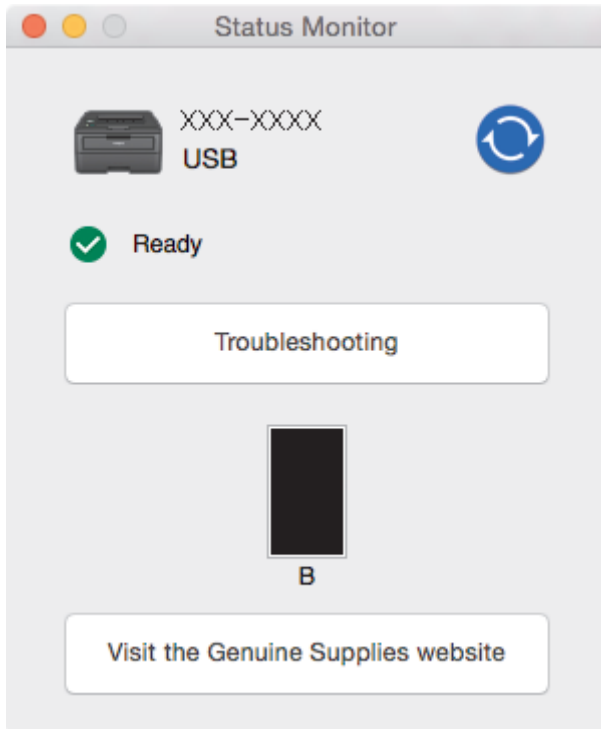 Status Monitor
XXX-XXXX
USB
Ready
Troubleshooting
B
Visit the Genuine Supplies website